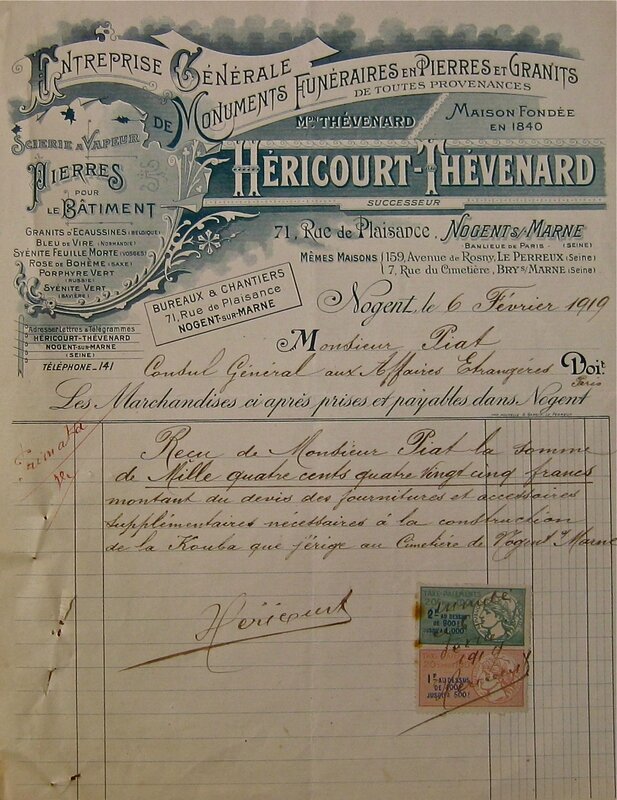 ENTREPRISE GÉNÉRALE
DE MONUMENTS FUNÉRAIRES EN PIERRES ET GRANITS
DE TOUTES PROVENANCES
MON THÉVENARD
MAISON FONDÉE
EN 1840
HÉRICOURT-THÉVENARD
SUCCESSEUR
SCIERIE A VAPEUR
PIERRES
POUR
LE BÂTIMENT
GRANITS D'ECAUSSINES (BELGIQUE)
BLEU DE VIRE (NORMANDIE)
SYÉNITE FEUILLE MORTE (VOSGES)
ROSE DE BOHÊME (SAXE)
PORPHYRE VERT
(RUSSIE)
SYÉNITE VERT
(BAVIÈRE)
71, Rue de Plaisance, NOGENT S/ MARNE
BANLIEUE DE PARIS - (SEINE)
MÊMES MAISONS 159, Avenue de Rosny, LE PERREUX (Seine)
7, Rue du Cimetière, BRY S/ MARNE (Seine)
BUREAUX & CHANTIERS
71, Rue de Plaisance
NOGENT-SUR-MARNE
Adresser Lettres & Télégrammes
HÉRICOURT-THÉVENARD
NOGENT-SUR-MARNE
(SEINE)
TÉLÉPHONE_141
Nogent, le 6 Février 1919
Monsieur Piat
Consul Général aux Affaires Etrangères Doit
Paris
Les Marchandises ci après prises et payables dans Nogent
Reçu de Monsieur Piat la somme
de Mille quatre cents quatre vingt cinq francs
montant du devis des fournitures et accessoires
supplémentaires nécessaires à la construction
de la Kouba que j'érige au Cimetière de Nogent s/ Marne
Héricourt
TAXE-PAIEMENTS
1919